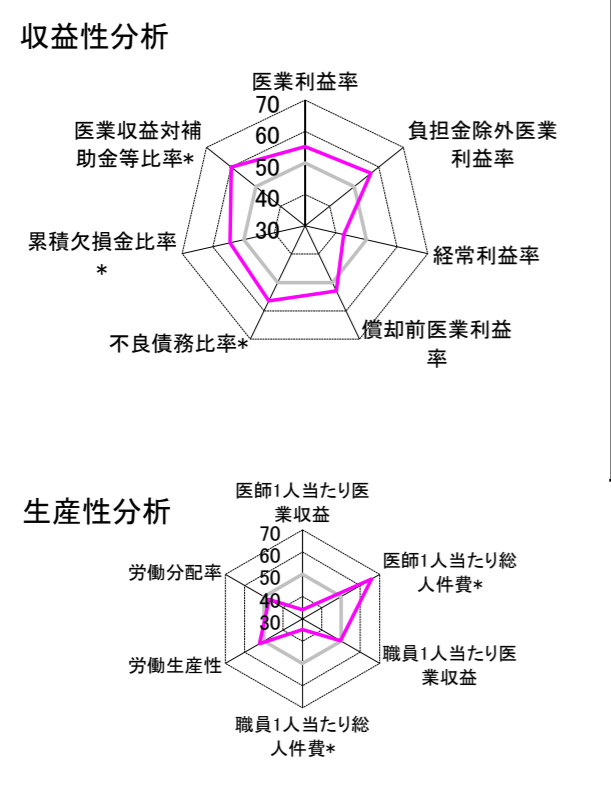 収益性分析
医業利益率
70
60
50
40
30
負担金除外医業
利益率
経常利益率
償却前医業利益
率
不良債務比率*
累積欠損金比率
*
医業収益対補
助金等比率*
生産性分析
医師1人当たり医
業収益
70
60
50
40
30
医師1人当たり総
人件費*
職員1人当たり医
業収益
職員1人当たり総
人件費*
労働生産性
労働分配率